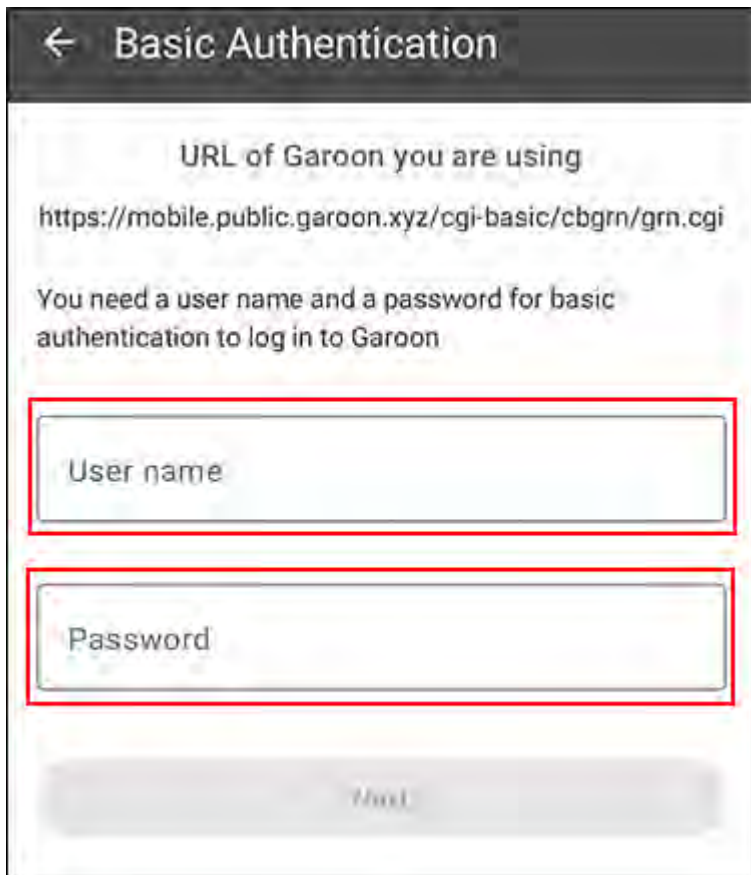 Basic Authentication
URL of Garoon you are using
https://mobile.public.garoon.xyz/cgi-basic/cbgrn/grn.cgi
You need a user name and a password for basic
authentication to log in to Garoon
User name
Password
Next